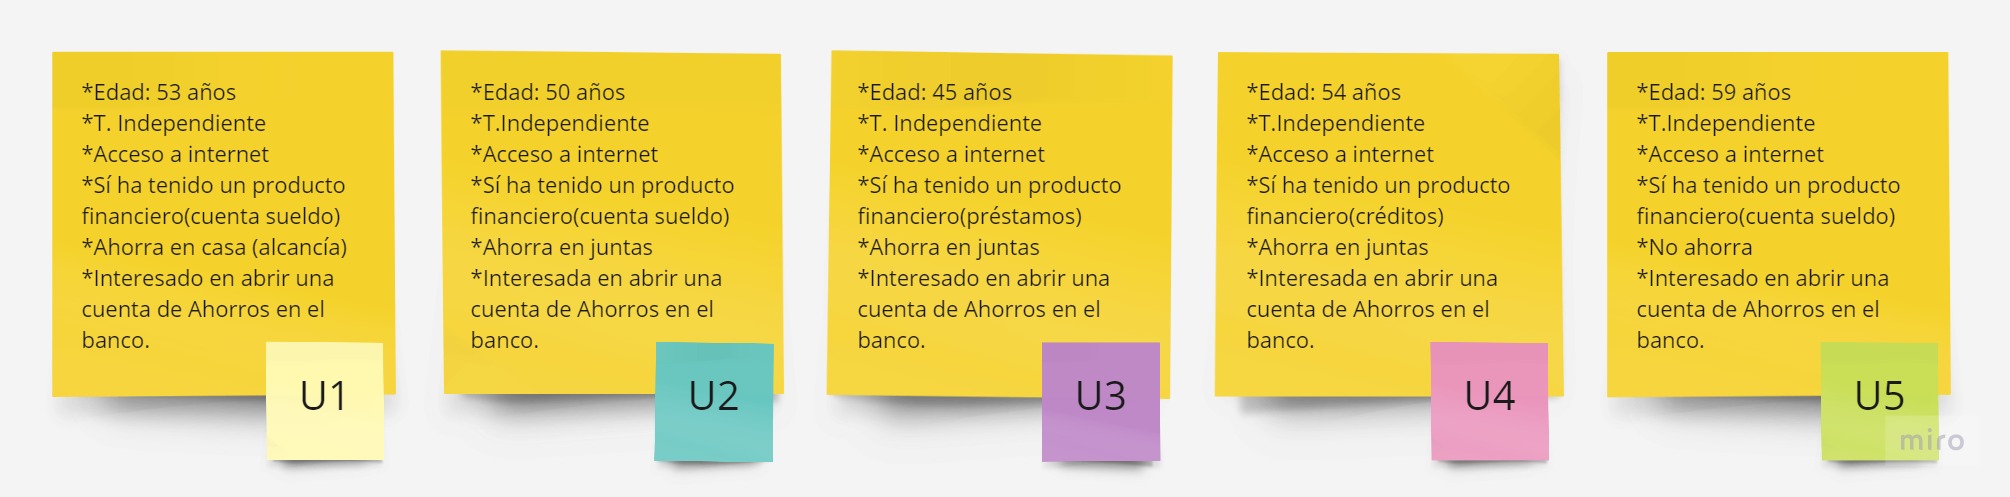 *Edad: 53 años
*T. Independiente
*Acceso a internet
*Sí ha tenido un producto
financiero(cuenta sueldo)
*Ahorra en casa (alcancía)
*Interesado en abrir una
cuenta de Ahorros en el
banco.
U1
*Edad: 50 años
*T.Independiente
*Acceso a internet
*Sí ha tenido un producto
financiero(cuenta sueldo)
*Ahorra en juntas
*Interesada en abrir una
cuenta de Ahorros en el
banco.
U2
*Edad: 45 años
*T. Independiente
*Acceso a internet
*Sí ha tenido un producto
financiero(préstamos)
*Ahorra en juntas
*Interesado en abrir una
cuenta de Ahorros en el
banco.
U3
*Edad: 54 años
*T.Independiente
*Acceso a internet
*Sí ha tenido un producto
financiero(créditos)
*Ahorra en juntas
*Interesada en abrir una
cuenta de Ahorros en el
banco.
U4
*Edad: 59 años
*T.Independiente
*Acceso a internet
*Sí ha tenido un producto
financiero(cuenta sueldo)
*No ahorra
*Interesado en abrir una
cuenta de Ahorros en el
banco.
U5
miro